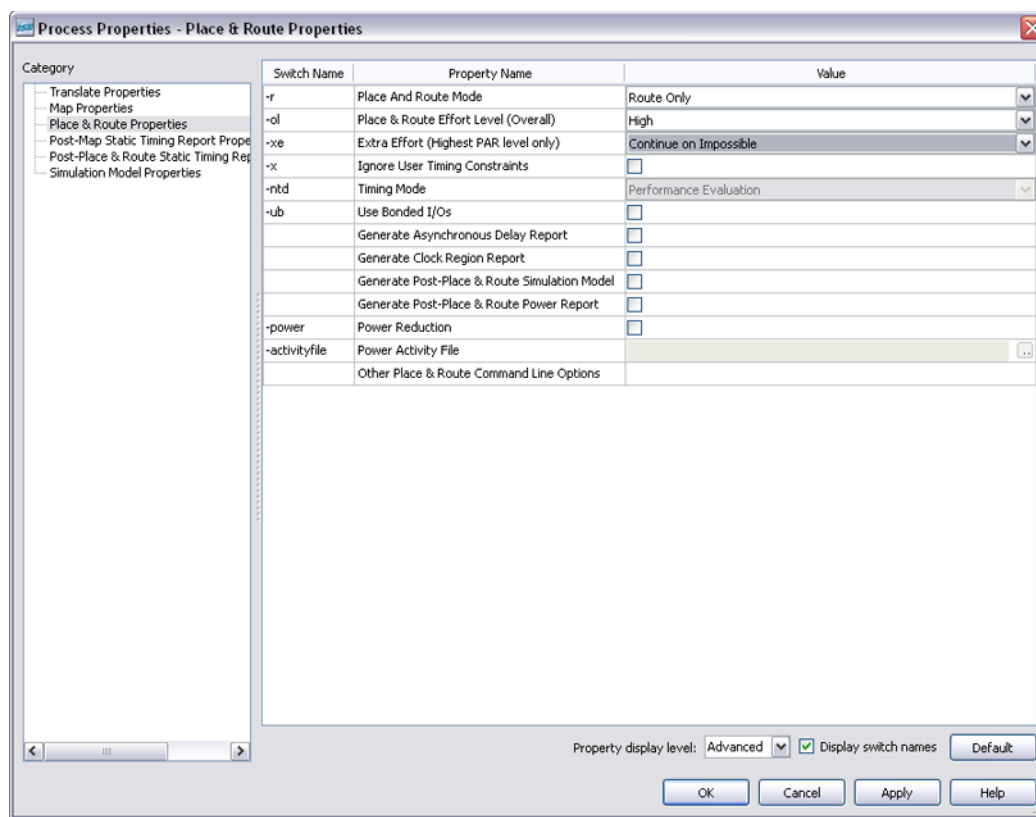 ISE Process Properties - Place & Route Properties
Category
Translate Properties
Map Properties
Place & Route Properties
Post-Map Static Timing Report Prope
Post-Place & Route Static Timing Rep
Simulation Model Properties
Switch Name Property Name Value
-r Place And Route Mode Route Only
-ol Place & Route Effort Level (Overall) High
-xe Extra Effort (Highest PAR level only) Continue on Impossible
-x Ignore User Timing Constraints
-ntd Timing Mode Performance Evaluation
-ub Use Bonded I/Os
Generate Asynchronous Delay Report
Generate Clock Region Report
Generate Post-Place & Route Simulation Model
Generate Post-Place & Route Power Report
-power Power Reduction
-activityfile Power Activity File ..
Other Place & Route Command Line Options
Property display level: Advanced Display switch names Default
OK Cancel Apply Help